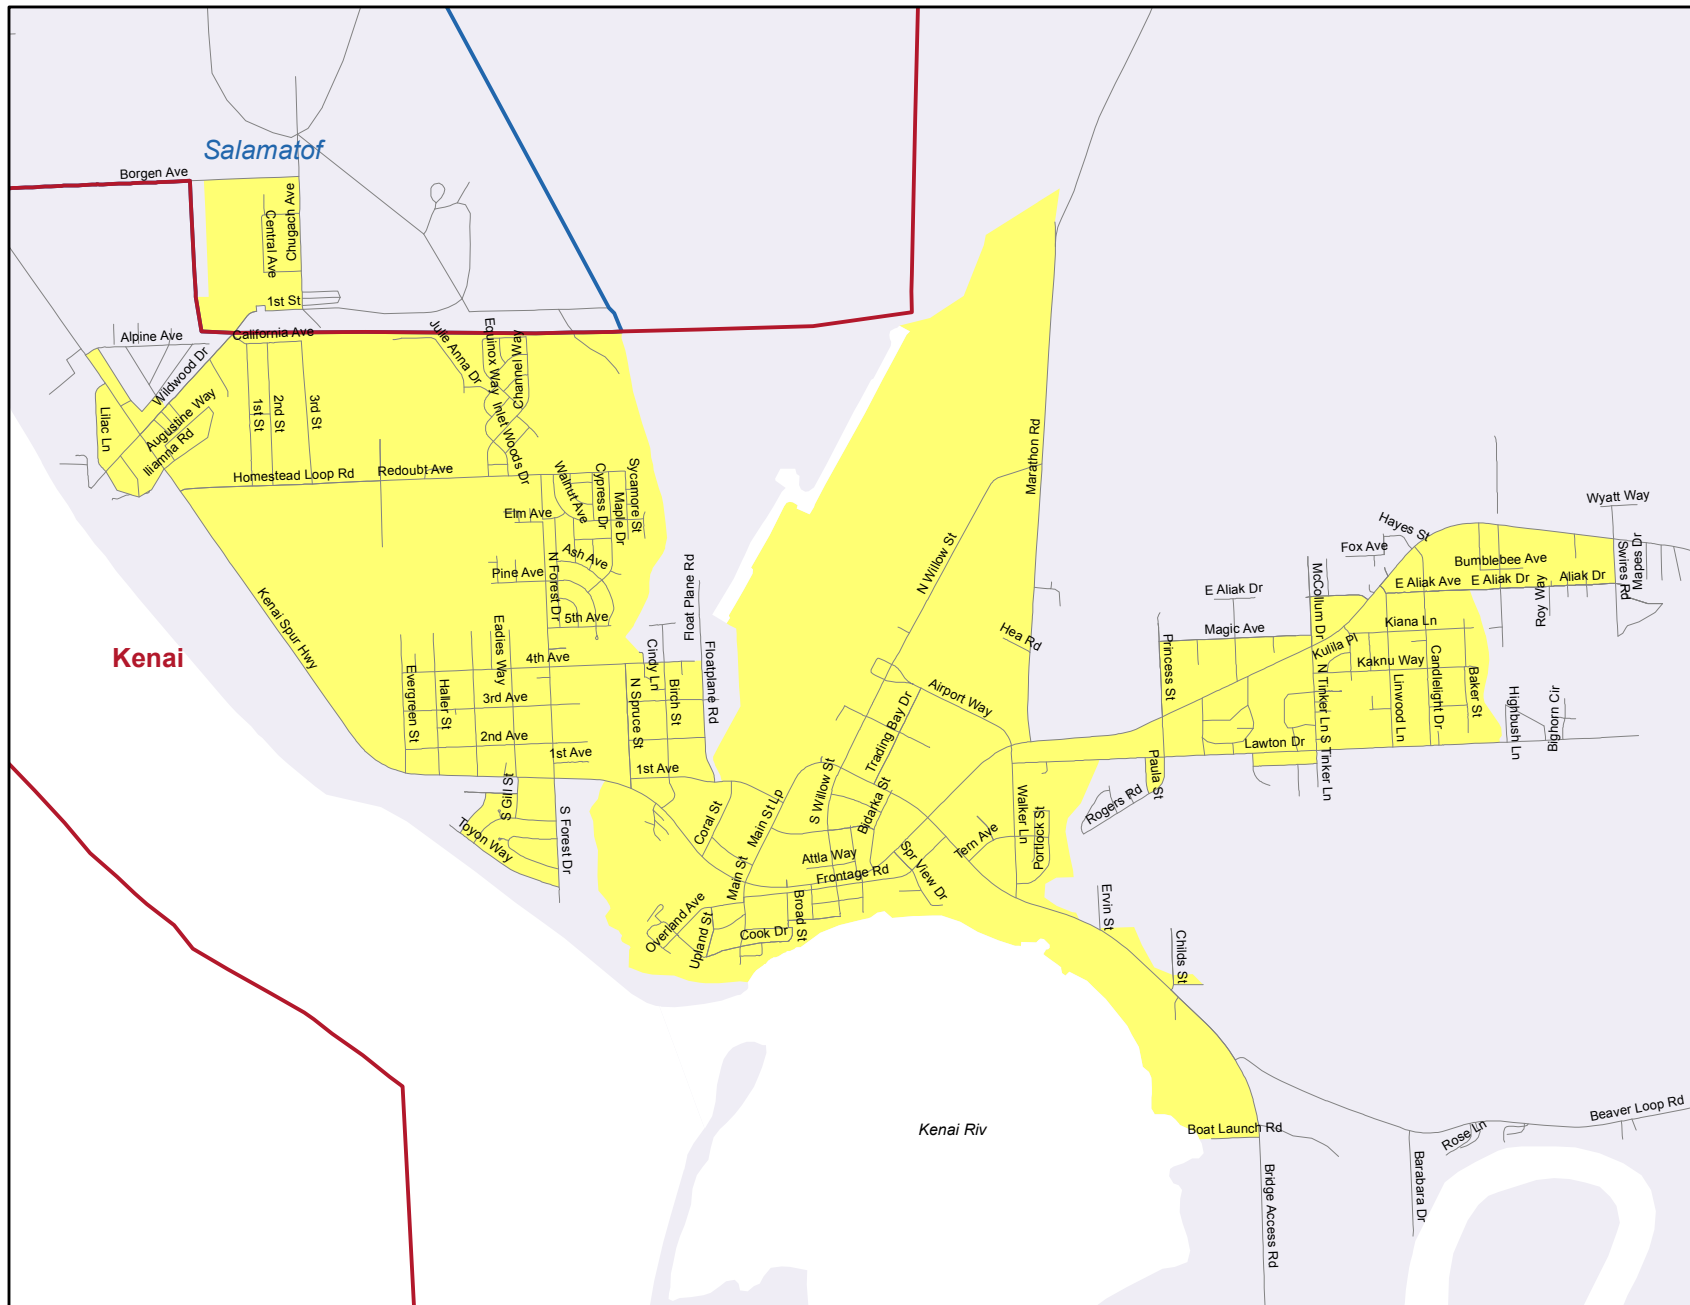 Salamatof
Borgen Ave
Chugach Ave
Central Ave
1st St
Alpine Ave
California Ave
Wildwood Dr
Julie Anna Dr
Equinox Way
Channel Way
Lilac Ln
Augustine Way
Iliamna Rd
1st St
2nd St
3rd St
Inlet Woods Dr
Homestead Loop Rd
Redoubt Ave
Walnut Ave
Cypress Dr
Maple Dr
Sycamore St
Elm Ave
Ash Ave
Pine Ave
N Forest Dr
5th Ave
Float Plane Rd
Floatplane Rd
Kenai Spur Hwy
Kenai
Eadies Way
Evergreen St
Haller St
4th Ave
3rd Ave
2nd Ave
1st Ave
Cindy Ln
Birch St
N Spruce St
1st Ave
S Gill St
Toyon Way
S Forest Dr
Coral St
Main St Lp
Main St
S Willow St
Bidarka St
Trading Bay Dr
Airport Way
N Willow St
Marathon Rd
Hea Rd
Attla Way
Frontage Rd
Spr View Dr
Tern Ave
Walker Ln
Portlock St
Rogers Rd
Paula St
Princess St
Overland Ave
Upland St
Broad St
Cook Dr
Ervin St
Childs St
Kenai Riv
Boat Launch Rd
Bridge Access Rd
Barabara Dr
Rose Ln
Beaver Loop Rd
Wyatt Way
Hayes St
Fox Ave
Bumblebee Ave
E Aliak Ave
E Aliak Dr
Aliak Dr
Swires Rd
Mapes Dr
Roy Way
E Aliak Dr
McCollum Dr
Magic Ave
Kulila Pl
Kiana Ln
Kaknu Way
N Tinker Ln
S Tinker Ln
Linwood Ln
Candlelight Dr
Baker St
Highbush Ln
Bighorn Cir
Lawton Dr